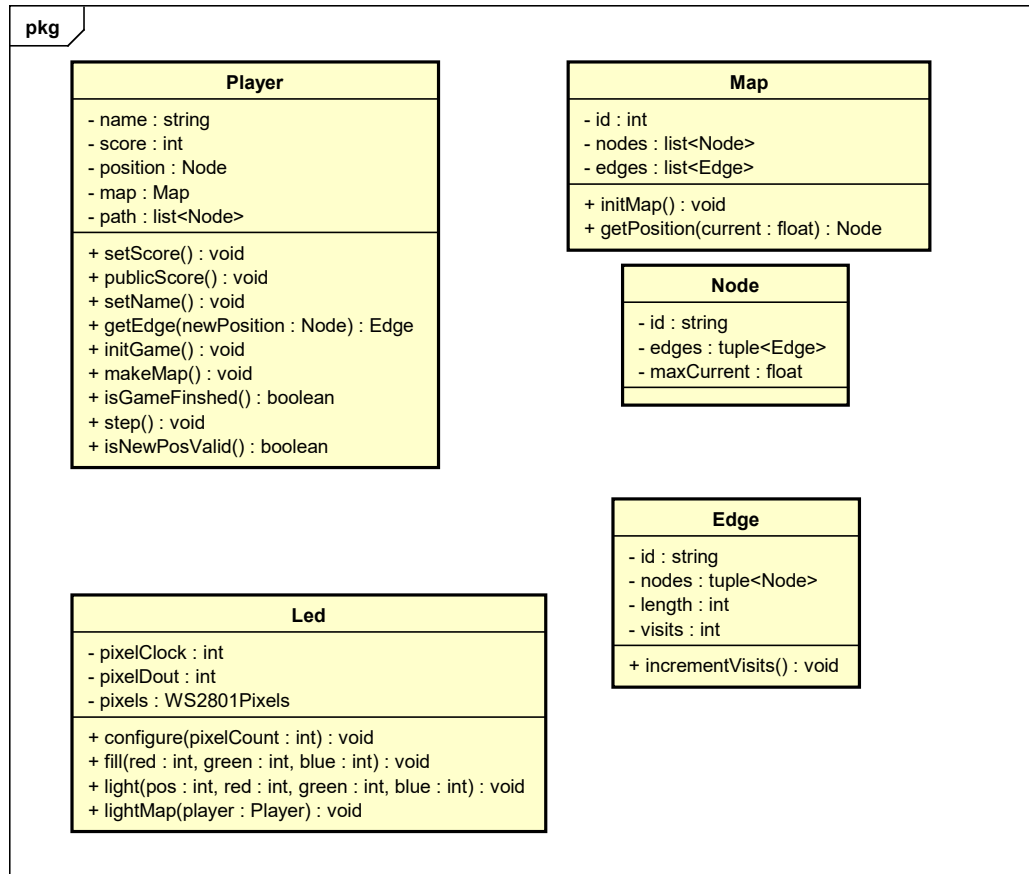 pkg
Player
- name : string
- score : int
- position : Node
- map : Map
- path : list<Node>
+ setScore() : void
+ publicScore() : void
+ setName() : void
+ getEdge(newPosition : Node) : Edge
+ initGame() : void
+ makeMap() : void
+ isGameFinshed() : boolean
+ step() : void
+ isNewPosValid() : boolean
Map
- id : int
- nodes : list<Node>
- edges : list<Edge>
+ initMap() : void
+ getPosition(current : float) : Node
Node
- id : string
- edges : tuple<Edge>
- maxCurrent : float
Edge
- id : string
- nodes : tuple<Node>
- length : int
- visits : int
+ incrementVisits() : void
Led
- pixelClock : int
- pixelDout : int
- pixels : WS2801Pixels
+ configure(pixelCount : int) : void
+ fill(red : int, green : int, blue : int) : void
+ light(pos : int, red : int, green : int, blue : int) : void
+ lightMap(player : Player) : void